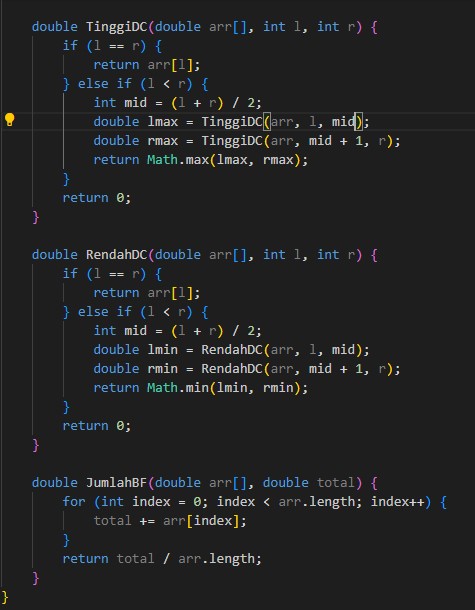 double TinggiDC(double arr[], int l, int r) {
if (l == r) {
return arr[l];
} else if (l < r) {
int mid = (l + r) / 2;
double lmax = TinggiDC(arr, l, mid);
double rmax = TinggiDC(arr, mid + 1, r);
return Math.max(lmax, rmax);
}
return 0;
}
double RendahDC(double arr[], int l, int r) {
if (l == r) {
return arr[l];
} else if (l < r) {
int mid = (l + r) / 2;
double lmin = RendahDC(arr, l, mid);
double rmin = RendahDC(arr, mid + 1, r);
return Math.min(lmin, rmin);
}
return 0;
}
double JumlahBF(double arr[], double total) {
for (int index = 0; index < arr.length; index++) {
total += arr[index];
}
return total / arr.length;
}
}